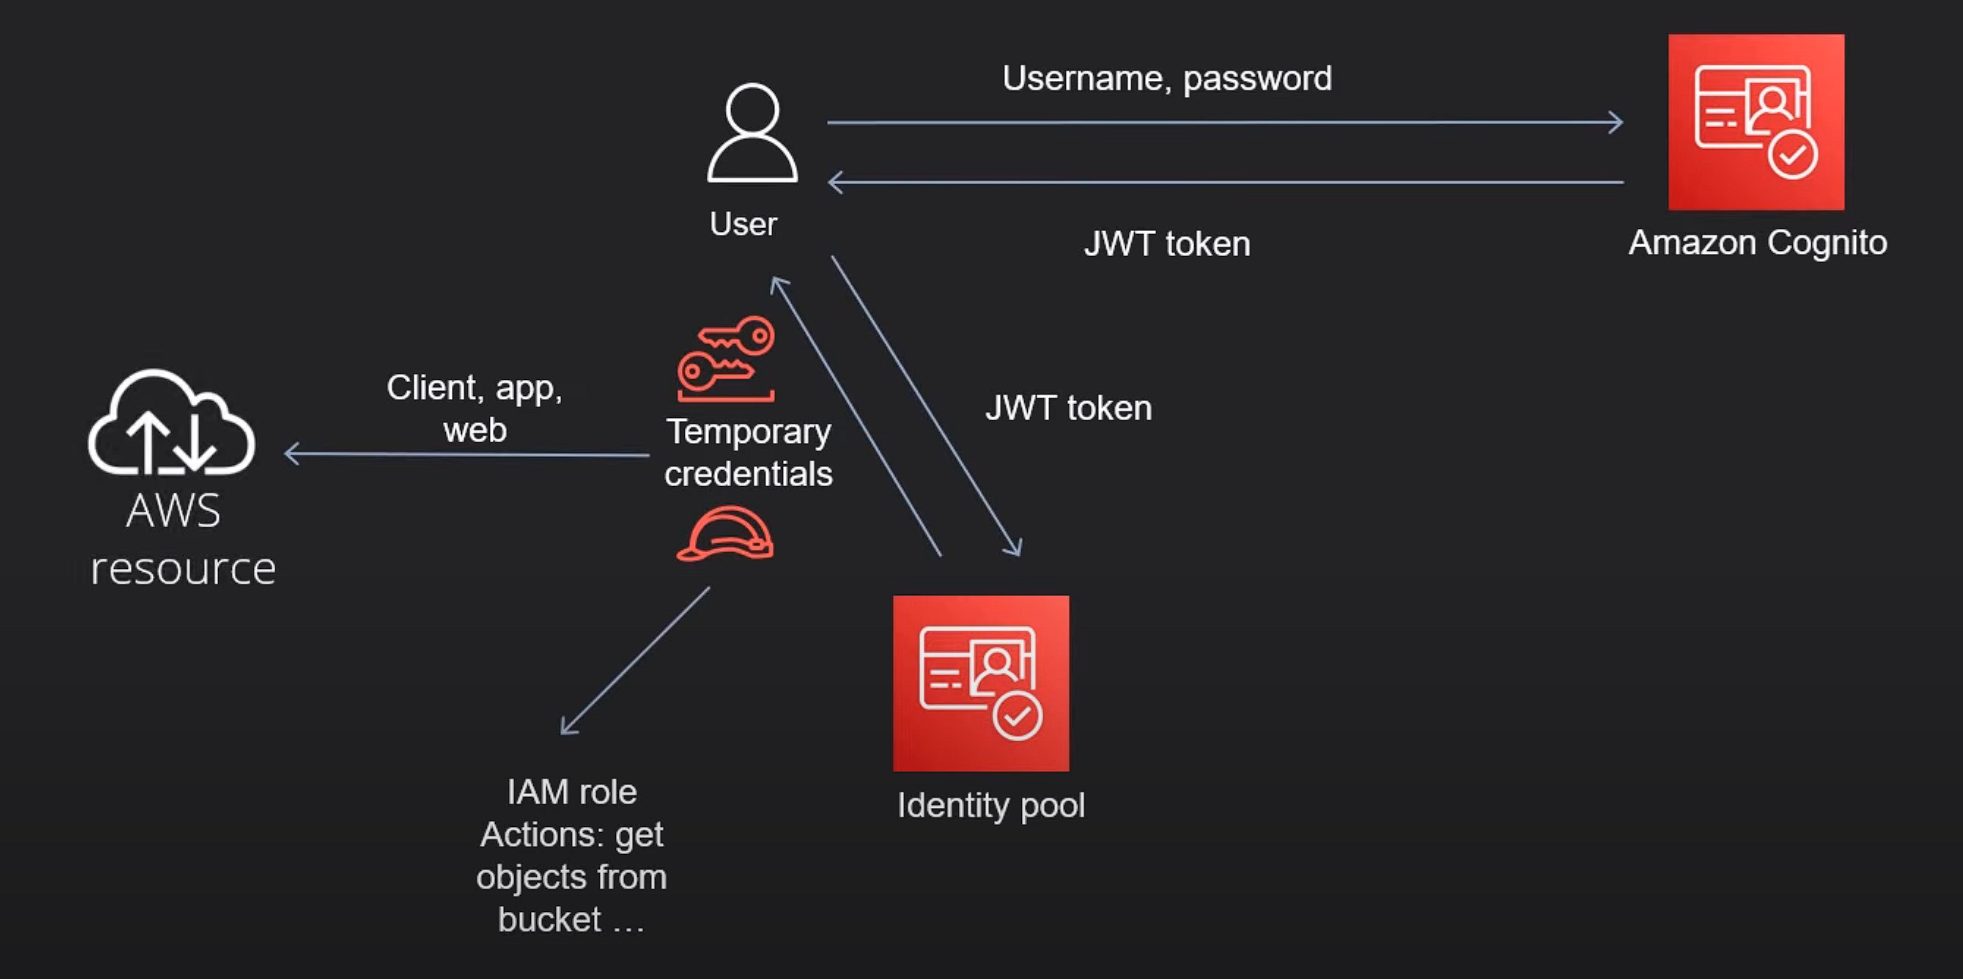 Username, password
User
JWT token
Amazon Cognito
Client, app,
web
Temporary
credentials
JWT token
AWS
resource
IAM role
Actions: get
objects from
bucket …
Identity pool